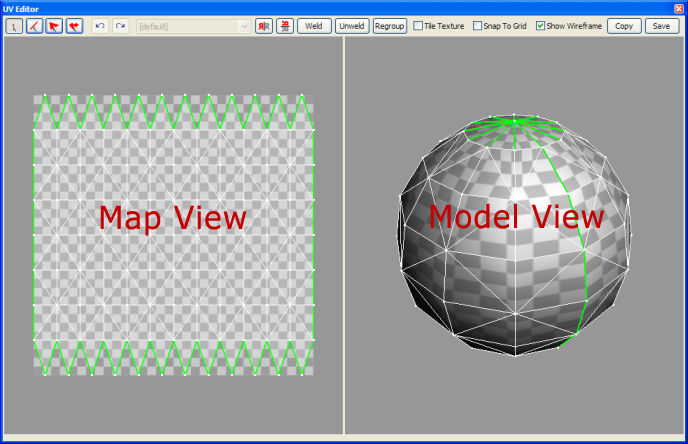 UV Editor
[default] Weld Unweld Regroup Tile Texture Snap To Grid Show Wireframe Copy Save
Map View
Model View